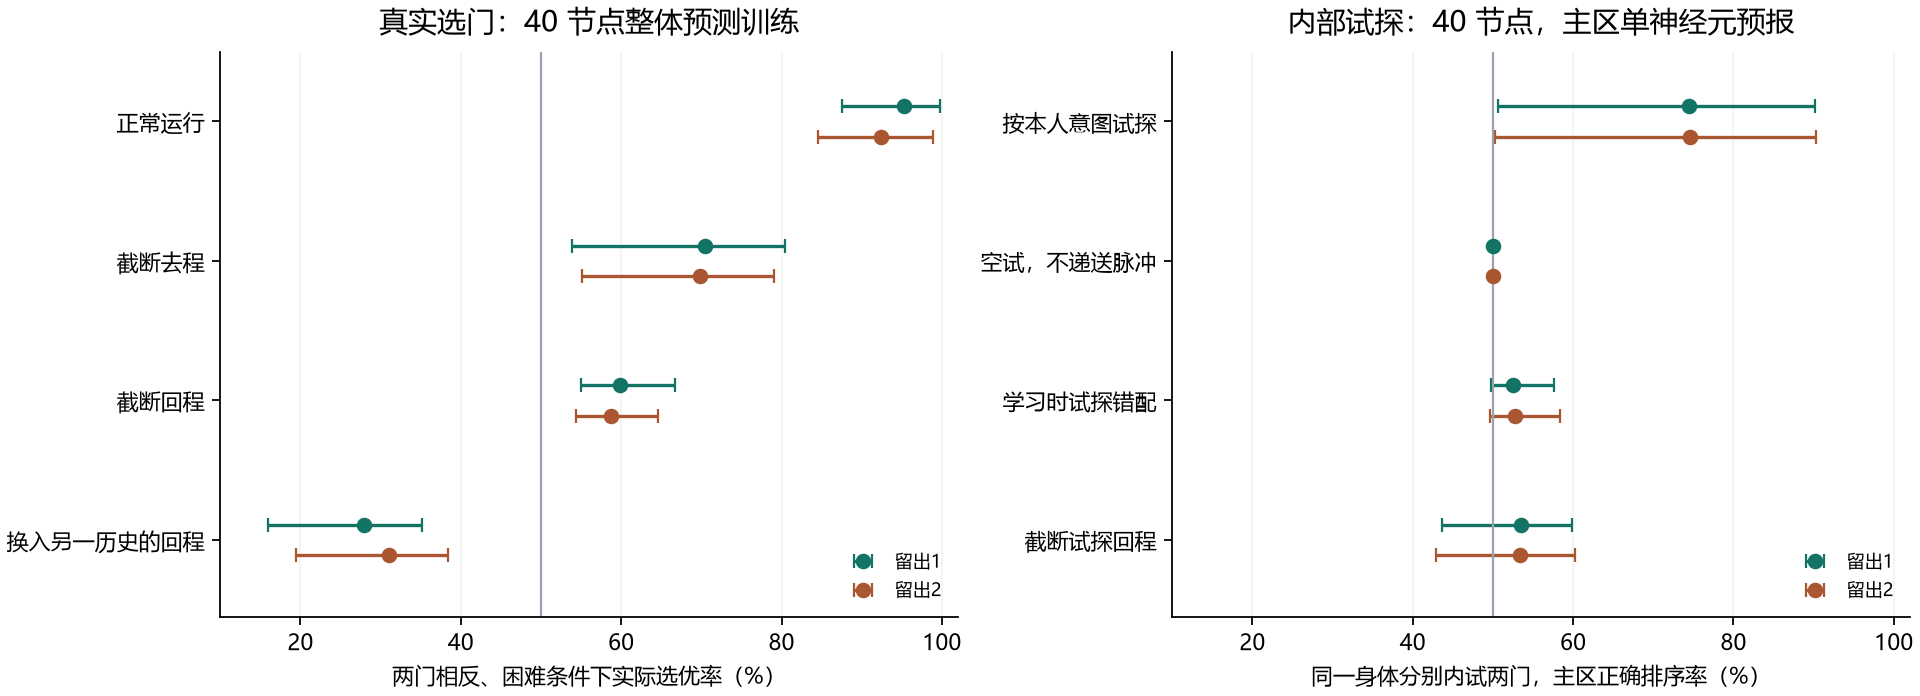 真实选门：40 节点整体预测训练
正常运行
截断去程
截断回程
换入另一历史的回程
留出1
留出2
20 40 60 80 100
两门相反、困难条件下实际选优率（%）
内部试探：40 节点，主区单神经元预报
按本人意图试探
空试，不递送脉冲
学习时试探错配
截断试探回程
留出1
留出2
20 40 60 80 100
同一身体分别内试两门，主区正确排序率（%）